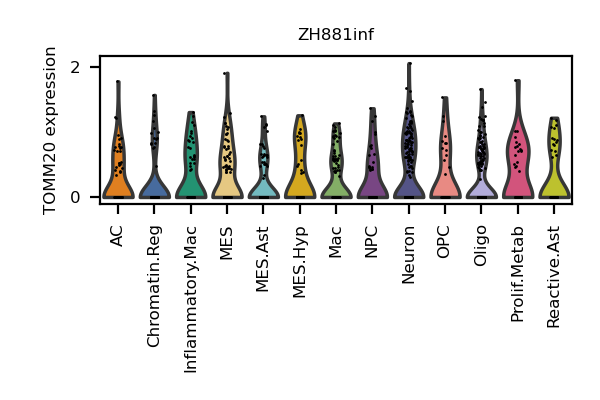 ZH881inf
TOMM20 expression
2
0
AC
Chromatin.Reg
Inflammatory.Mac
MES
MES.Ast
MES.Hyp
Mac
NPC
Neuron
OPC
Oligo
Prolif.Metab
Reactive.Ast